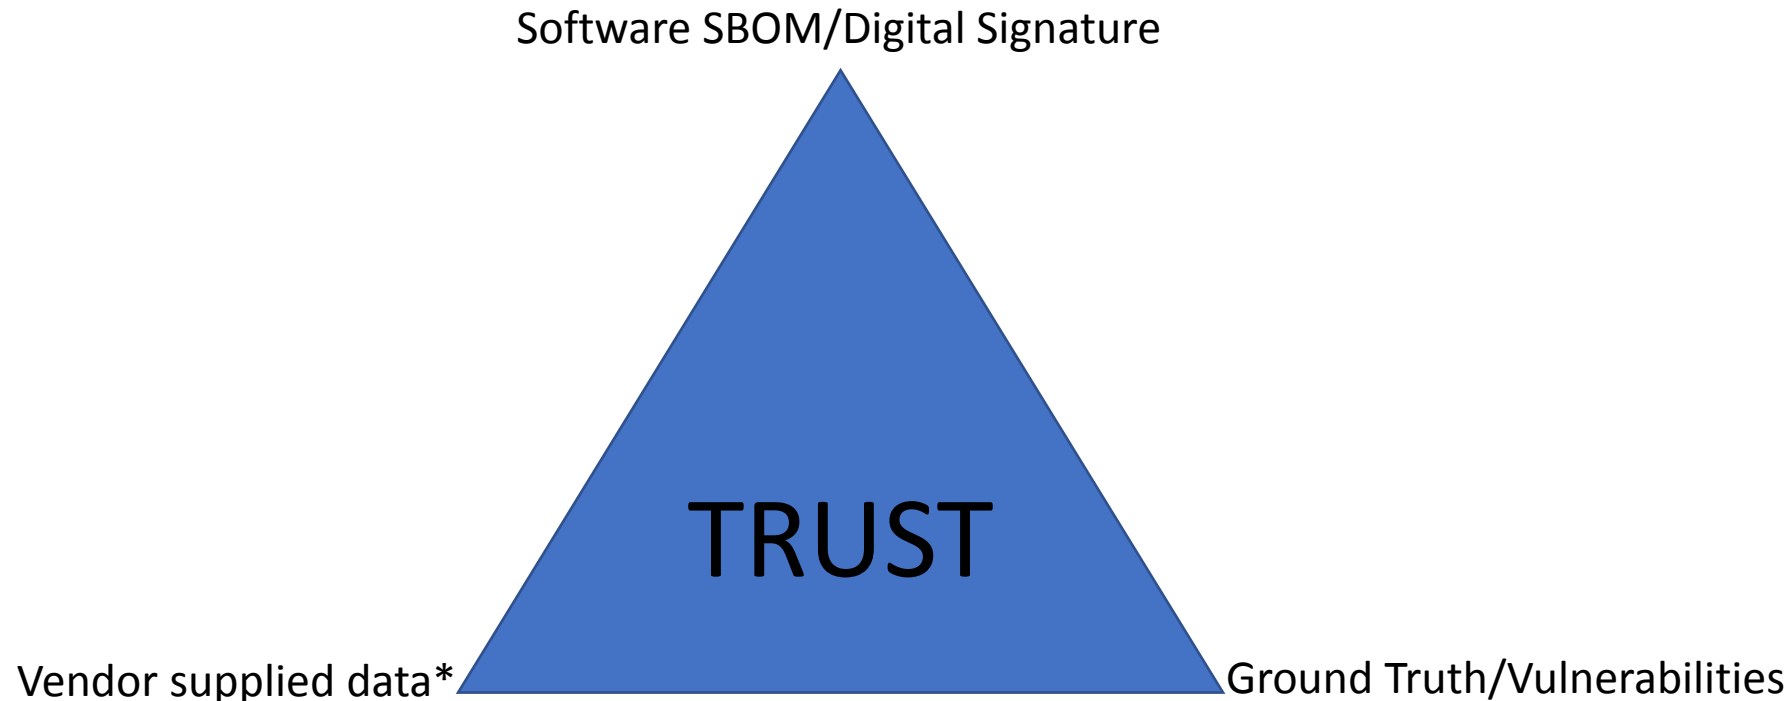 Software SBOM/Digital Signature
TRUST
Vendor supplied data*
Ground Truth/Vulnerabilities